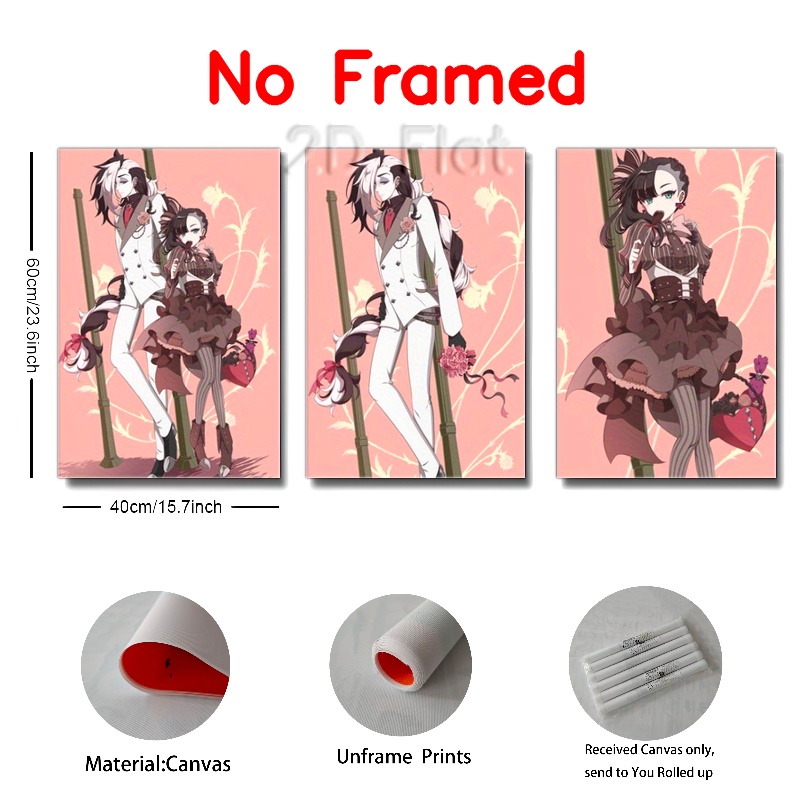 No Framed
2D Flat
60cm/23.6inch
40cm/15.7inch
Material:Canvas
Unframe Prints
Received Canvas only,
send to You Rolled up